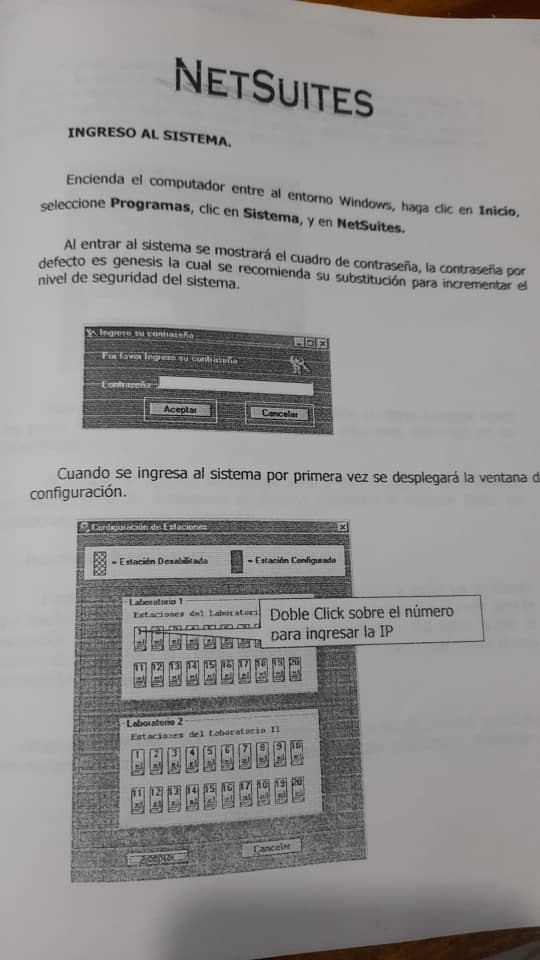 NETSUITES
INGRESO AL SISTEMA.
Encienda el computador entre al entorno Windows, haga clic en Inicio,
seleccione Programas, clic en Sistema, y en NetSuites.
Al entrar al sistema se mostrará el cuadro de contraseña, la contraseña por
defecto es genesis la cual se recomienda su substitución para incrementar el
nivel de seguridad del sistema.
Ingrese su contraseña
Por favor Ingrese su contraseña
Contraseña
Aceptar Cancelar
Cuando se ingresa al sistema por primera vez se desplegará la ventana d
configuración.
Configuración de Estaciones
= Estación Desabilitada = Estación Configurada
Laboratorio 1
Estaciones del Laboratori
Doble Click sobre el número
para ingresar la IP
11 12 13 14 15 16 17 18 19 20
Laboratorio 2
Estaciones del Laboratorio II
1 2 3 4 5 6 7 8 9 10
11 12 13 14 15 16 17 18 19 20
Aceptar Cancelar